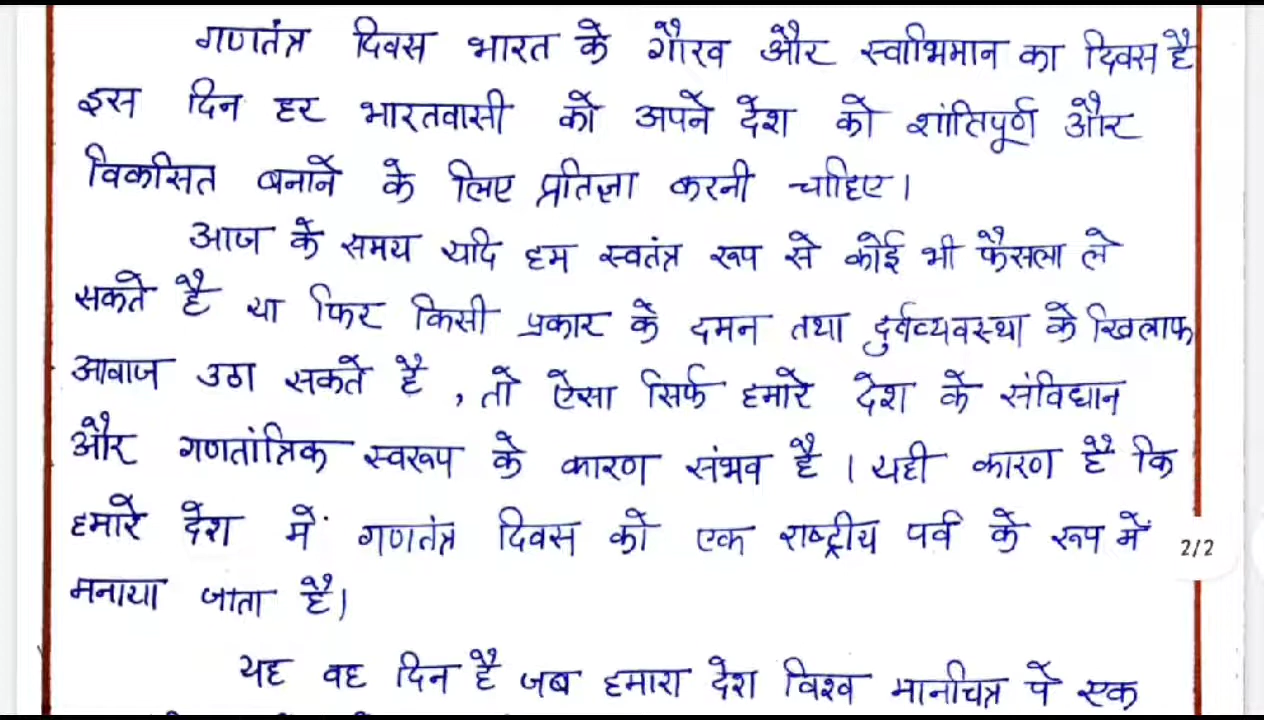 गणतंत्र दिवस भारत के गौरव और स्वाभिमान का दिवस है
इस दिन हर भारतवासी को अपने देश को शांतिपूर्ण और
विकसित बनाने के लिए प्रतिज्ञा करनी चाहिए।
आज के समय यदि हम स्वतंत्र रूप से कोई भी फैसला ले
सकते है या फिर किसी प्रकार के दमन तथा दुर्व्यवस्था के खिलाफ
आवाज उठा सकते है, तो ऐसा सिर्फ हमारे देश के संविधान
और गणतांत्रिक स्वरूप के कारण संभव है। यही कारण है कि
हमारे देश में गणतंत्र दिवस को एक राष्ट्रीय पर्व के रूप में
2/2
मनाया जाता है।
यह वह दिन है जब हमारा देश विश्व मानचित्र पे एक